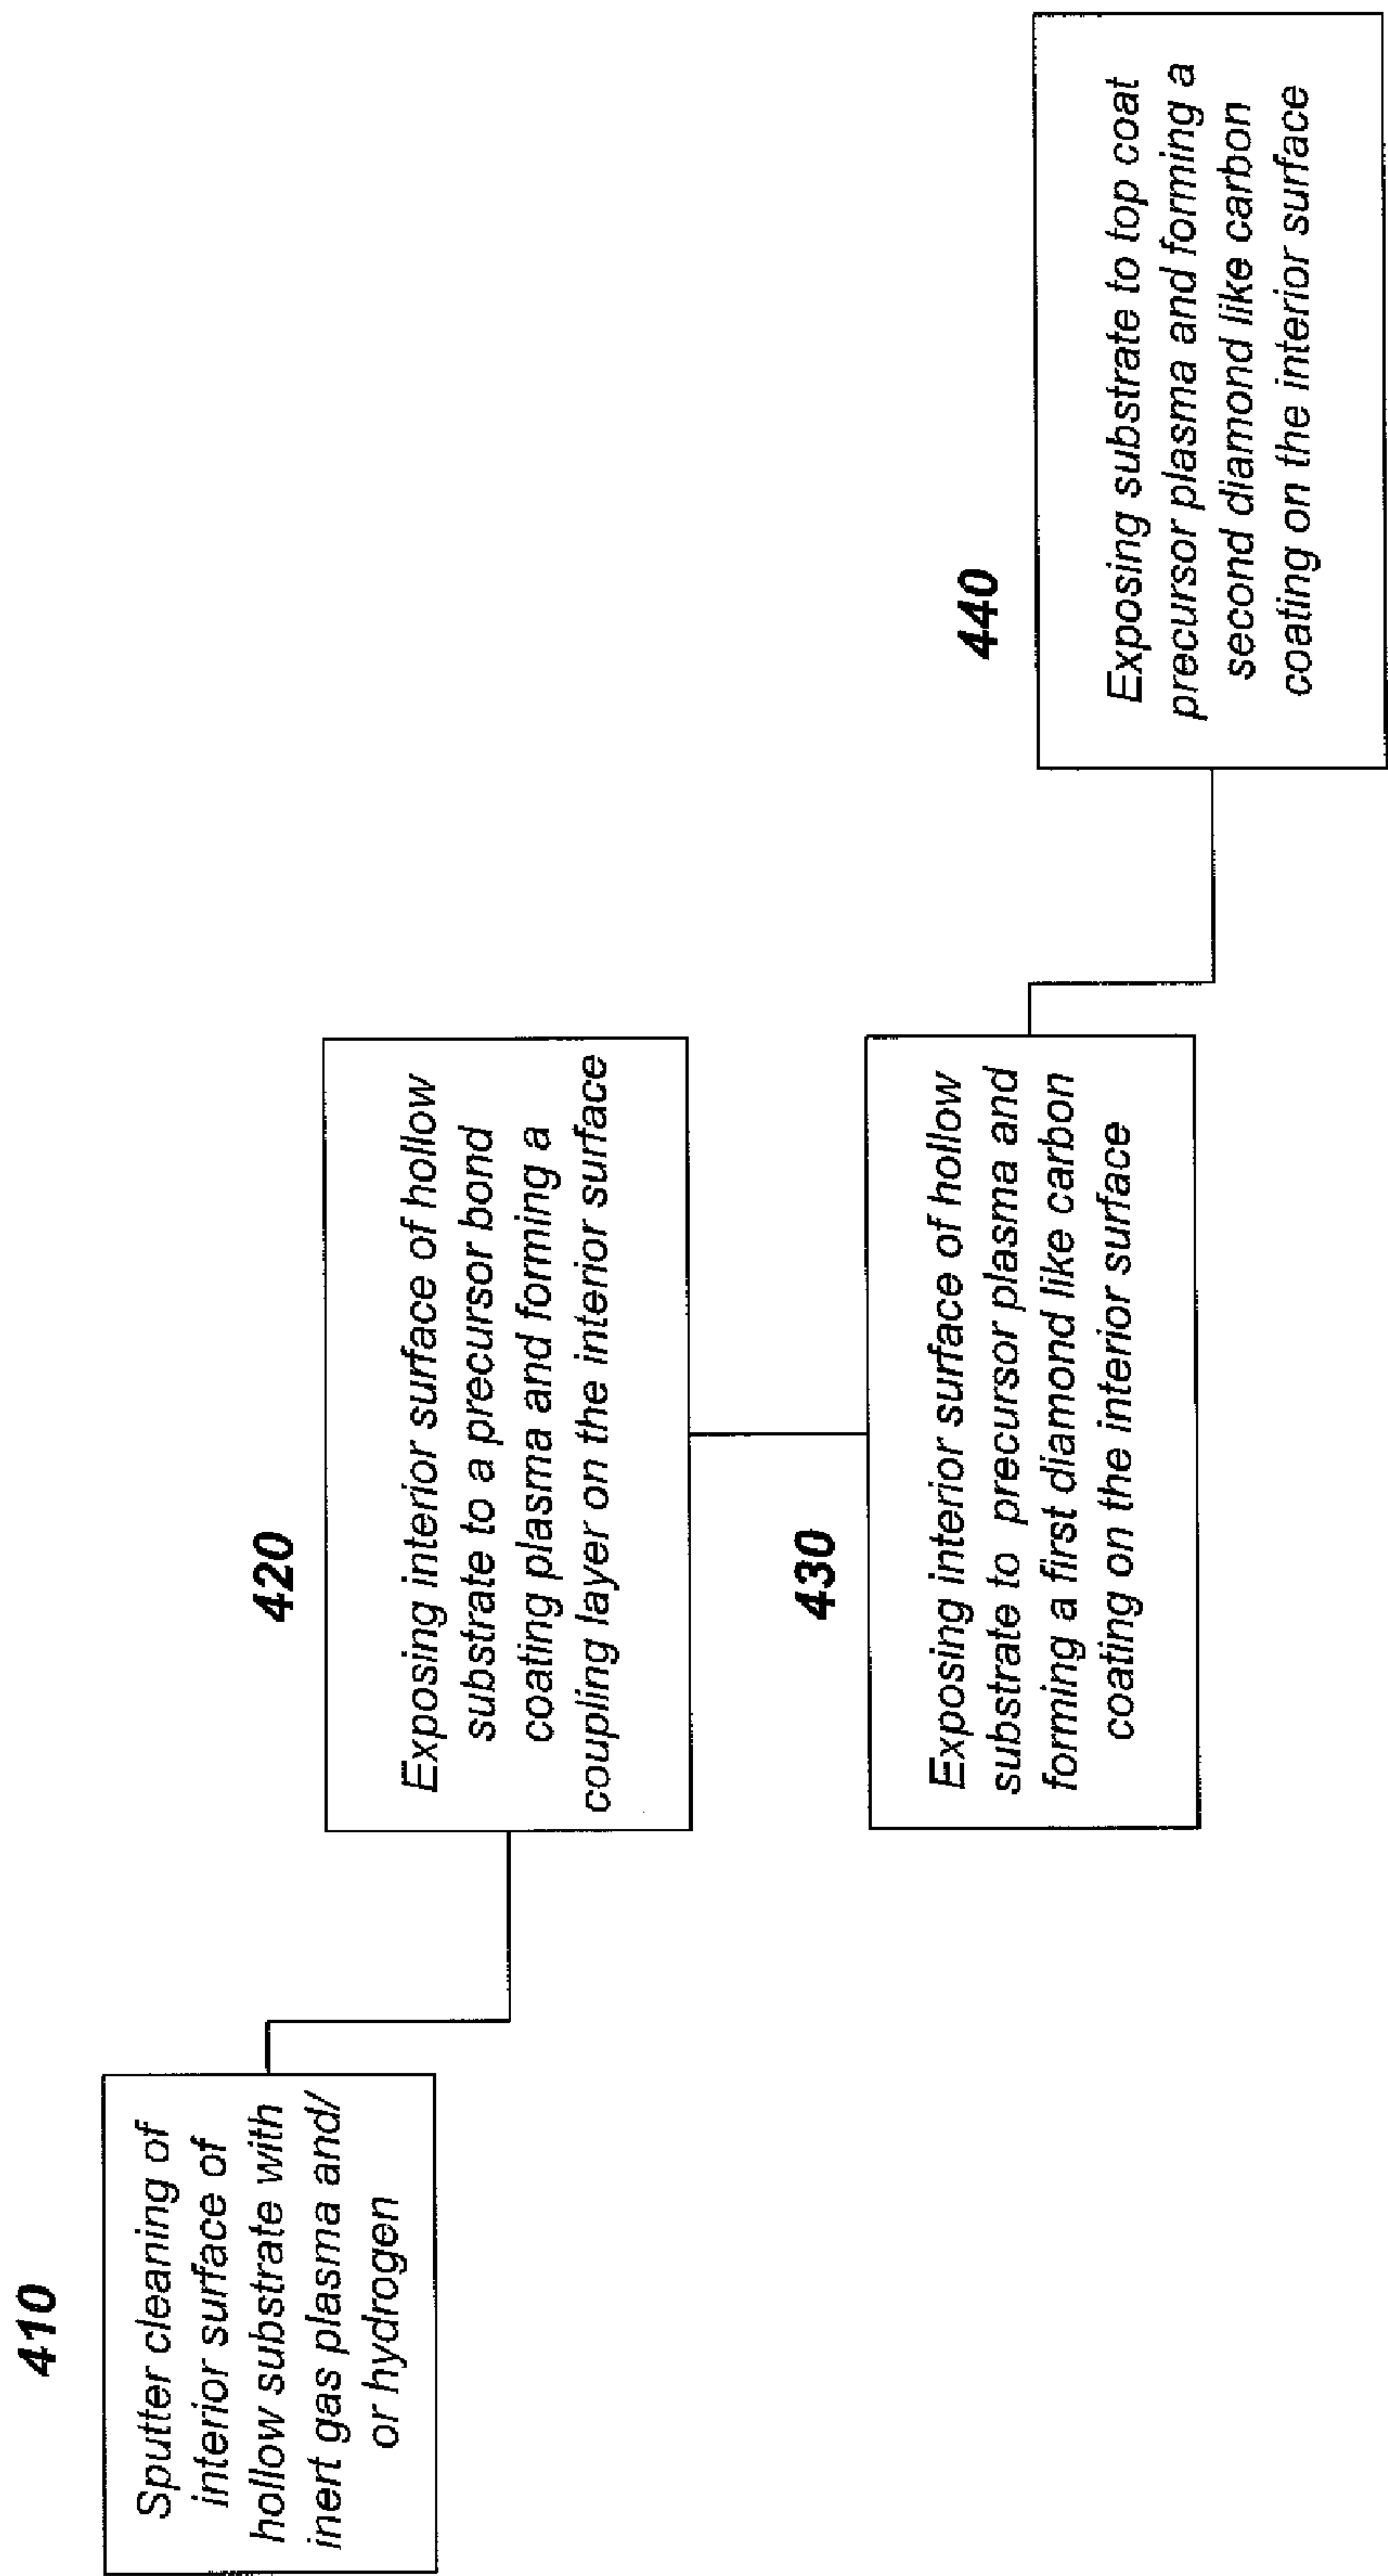 410
Sputter cleaning of
interior surface of
hollow substrate with
inert gas plasma and/
or hydrogen
420
Exposing interior surface of hollow
substrate to a precursor bond
coating plasma and forming a
coupling layer on the interior surface
430
Exposing interior surface of hollow
substrate to precursor plasma and
forming a first diamond like carbon
coating on the interior surface
440
Exposing substrate to top coat
precursor plasma and forming a
second diamond like carbon
coating on the interior surface